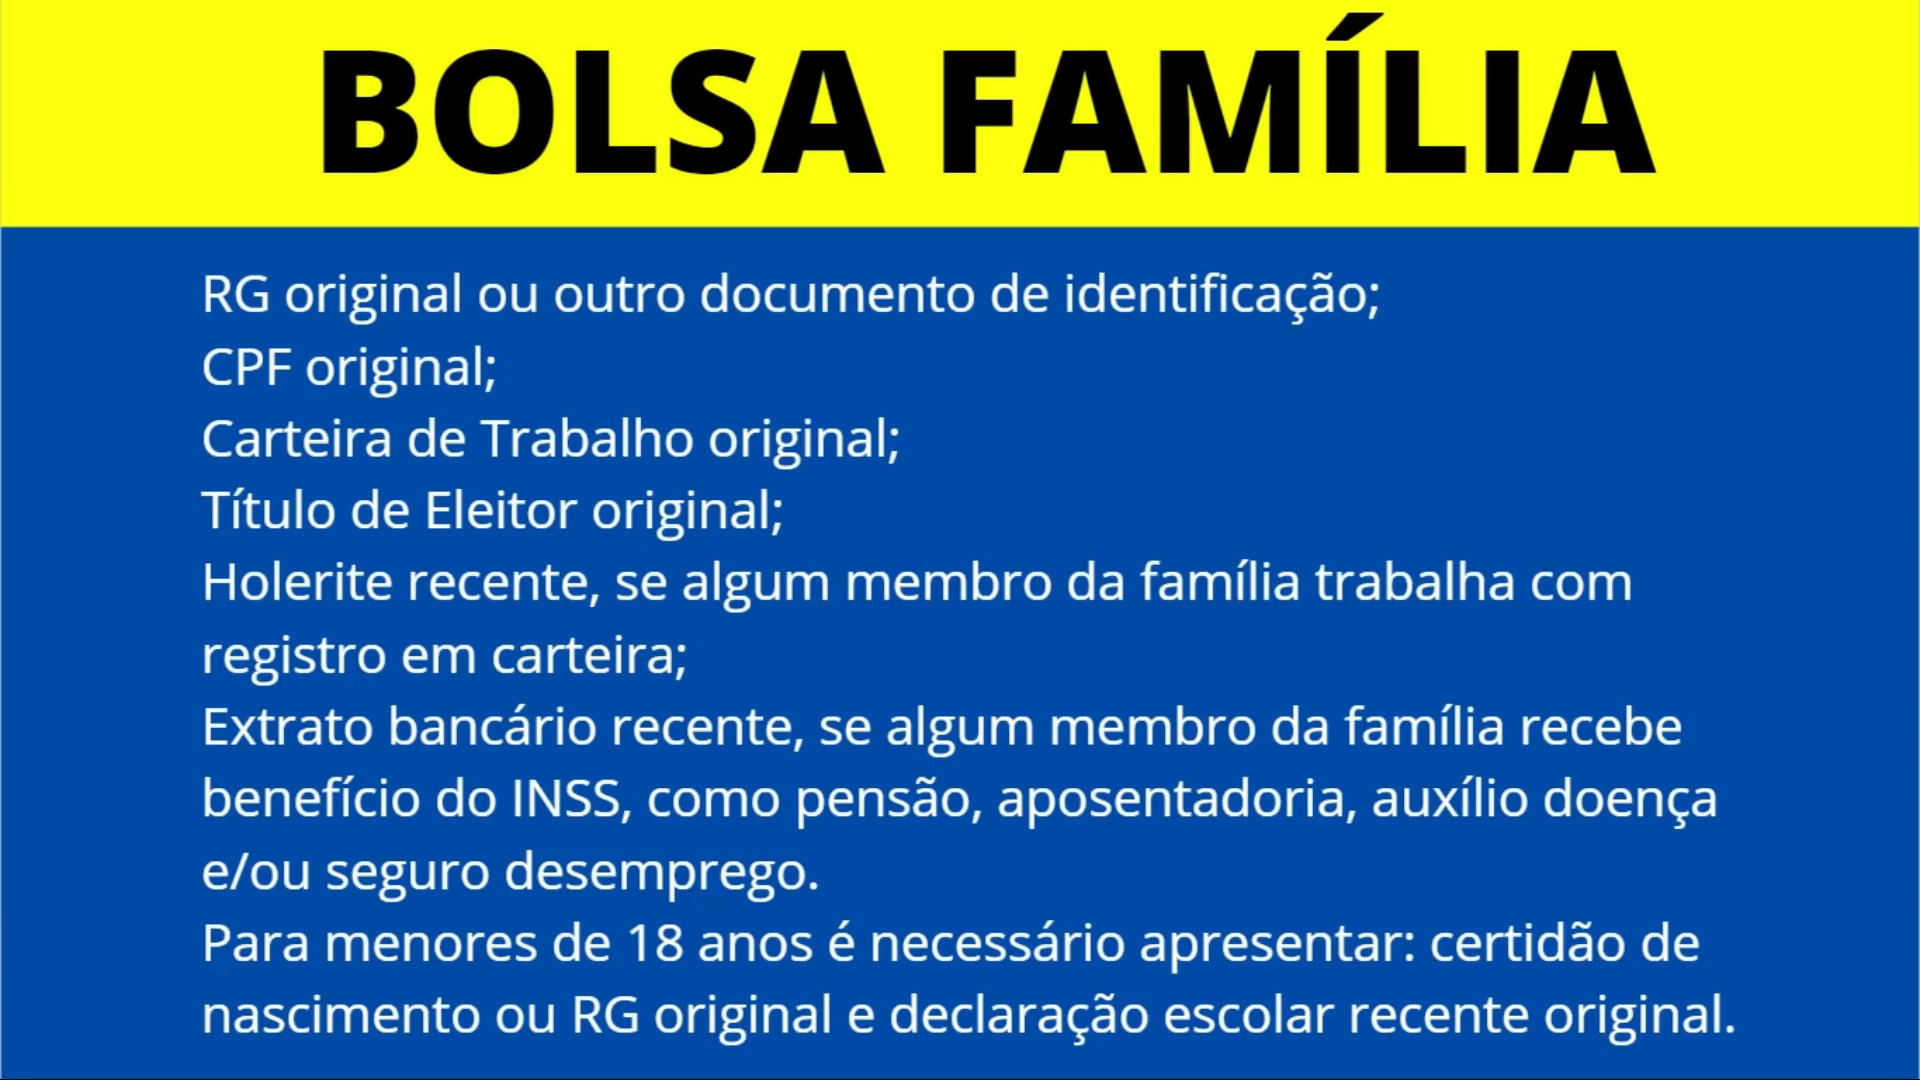 BOLSA FAMÍLIA
RG original ou outro documento de identificação;
CPF original;
Carteira de Trabalho original;
Título de Eleitor original;
Holerite recente, se algum membro da família trabalha com
registro em carteira;
Extrato bancário recente, se algum membro da família recebe
benefício do INSS, como pensão, aposentadoria, auxílio doença
e/ou seguro desemprego.
Para menores de 18 anos é necessário apresentar: certidão de
nascimento ou RG original e declaração escolar recente original.